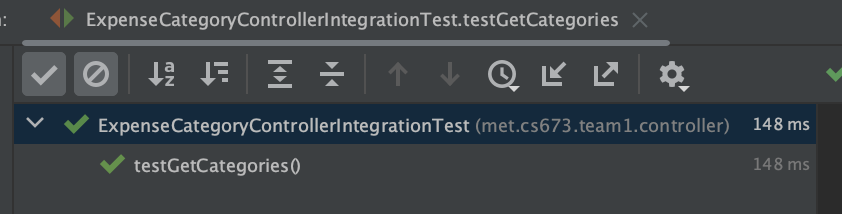 : ExpenseCategoryControllerIntegrationTest.testGetCategories
a
z
ExpenseCategoryControllerIntegrationTest (met.cs673.team1.controller) 148 ms
testGetCategories() 148 ms